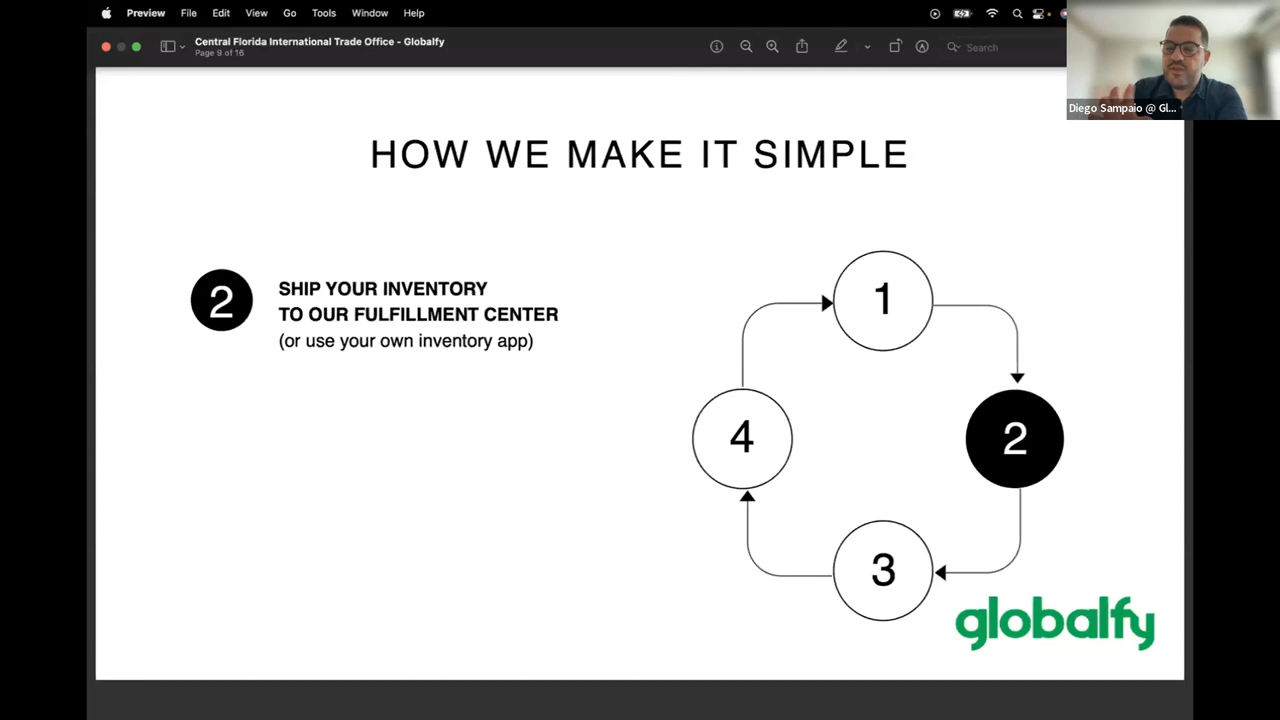 Preview File Edit View Go Tools Window Help
Central Florida International Trade Office - Globalfy
Page 9 of 16
Search
Diego Sampaio @ Gl...
HOW WE MAKE IT SIMPLE
2
SHIP YOUR INVENTORY
TO OUR FULFILLMENT CENTER
(or use your own inventory app)
1
2
3
4
globalfy